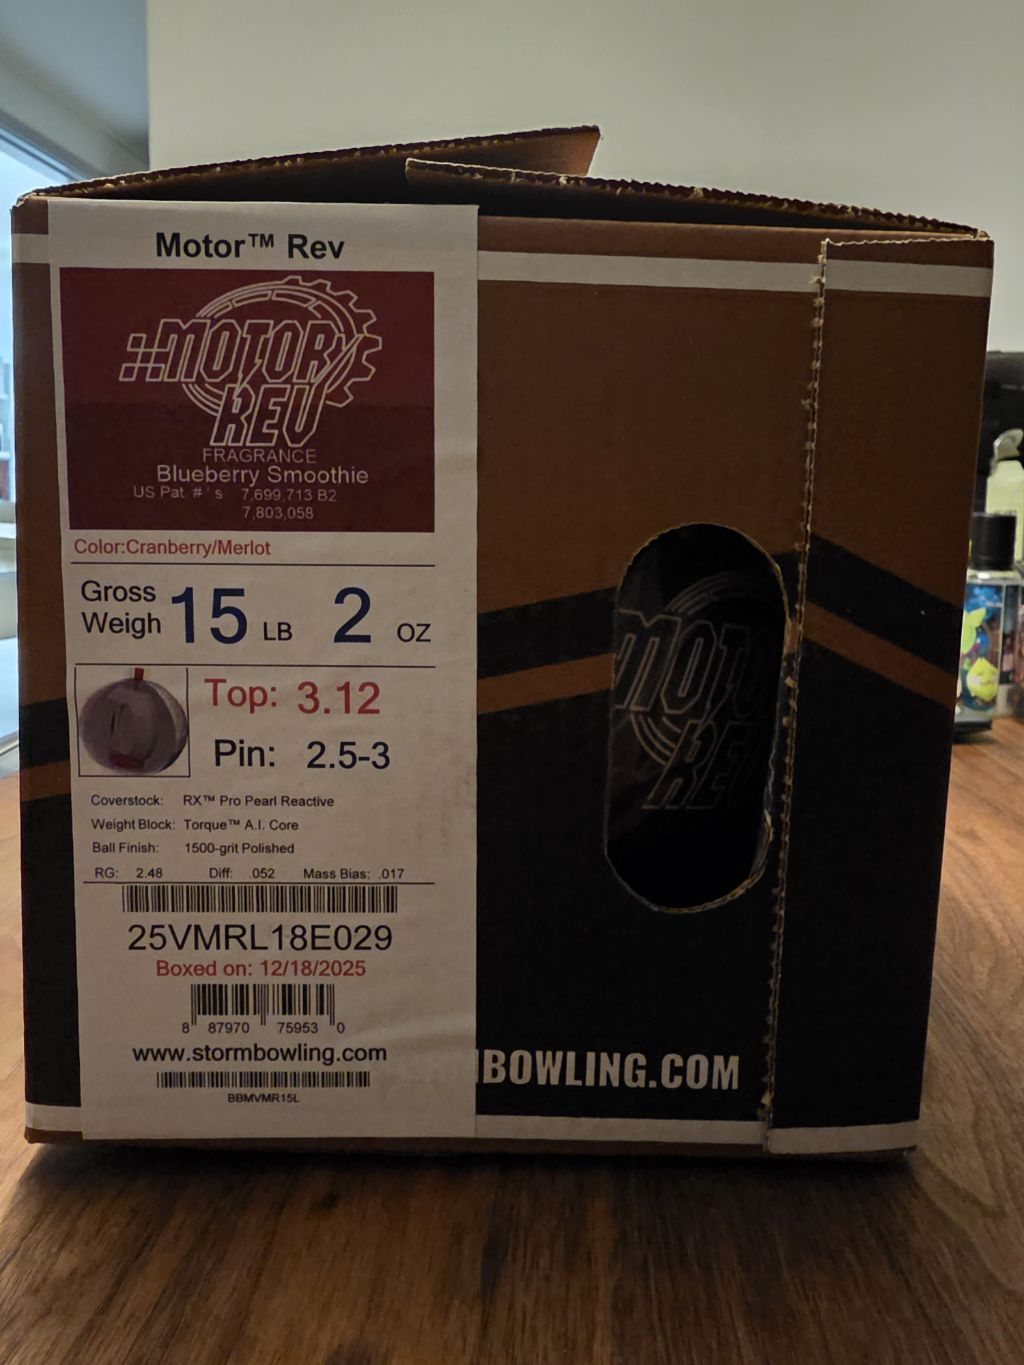 Motor™ Rev
MOTOR
REV
FRAGRANCE
Blueberry Smoothie
US Pat. #'s 7,699,713 B2
7,803,058
Color:Cranberry/Merlot
Gross
Weigh 15 LB 2 OZ
Top: 3.12
Pin: 2.5-3
Coverstock: RX™ Pro Pearl Reactive
Weight Block: Torque™ A.I. Core
Ball Finish: 1500-grit Polished
RG: 2.48 Diff: .052 Mass Bias: .017
25VMRL18E029
Boxed on: 12/18/2025
8 87970 75953 0
www.stormbowling.com
BBMVMR15L
MOTO
RE
BOWLING.COM